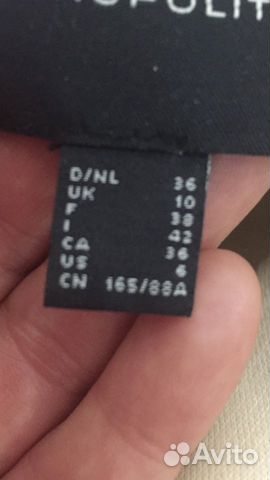 D/NL 36
UK 10
F 38
I 42
CA 36
US 6
CN 165/88A
Avito